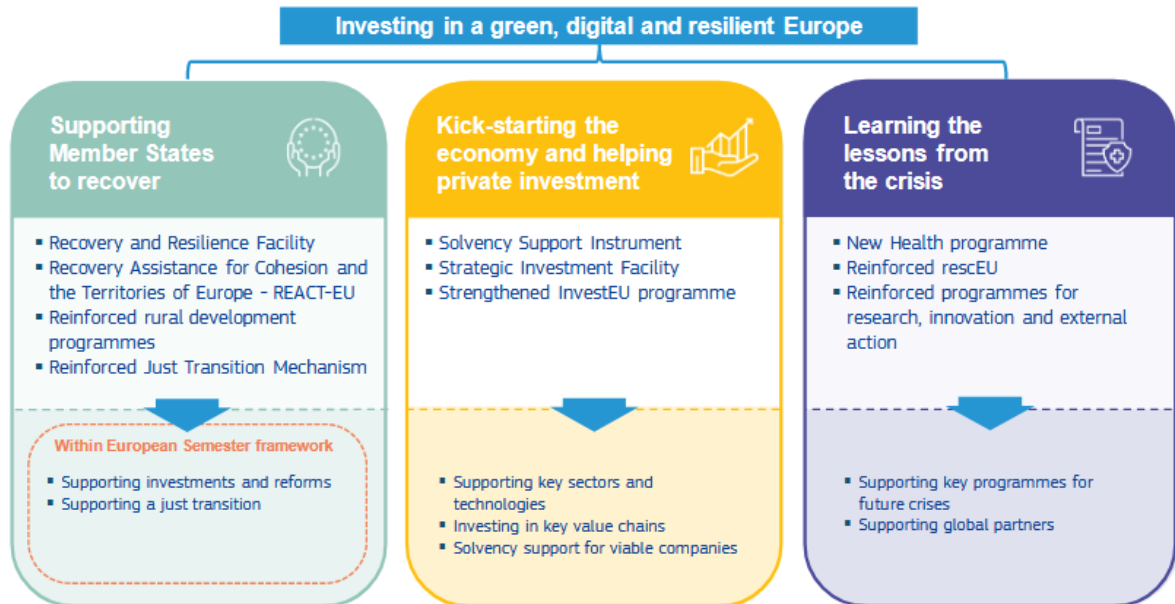 Investing in a green, digital and resilient Europe
Supporting
Member States
to recover
▪ Recovery and Resilience Facility
▪ Recovery Assistance for Cohesion and
the Territories of Europe - REACT-EU
▪ Reinforced rural development
programmes
▪ Reinforced Just Transition Mechanism
Within European Semester framework
▪ Supporting investments and reforms
▪ Supporting a just transition
Kick-starting the
economy and helping
private investment
▪ Solvency Support Instrument
▪ Strategic Investment Facility
▪ Strengthened InvestEU programme
▪ Supporting key sectors and
technologies
▪ Investing in key value chains
▪ Solvency support for viable companies
Learning the
lessons from
the crisis
▪ New Health programme
▪ Reinforced rescEU
▪ Reinforced programmes for
research, innovation and external
action
▪ Supporting key programmes for
future crises
▪ Supporting global partners